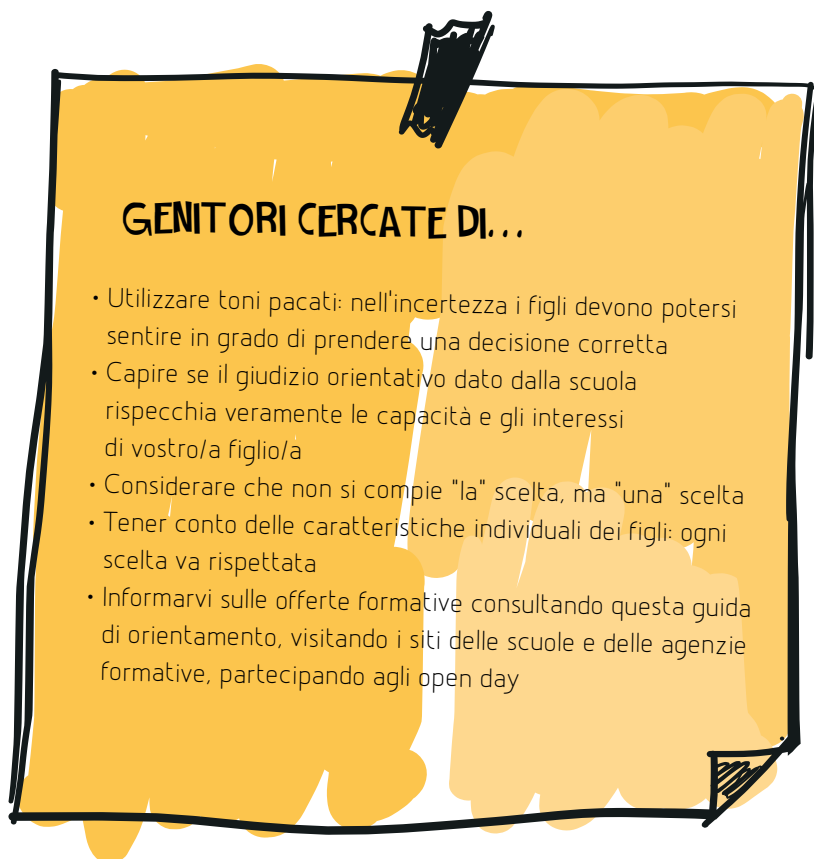 GENITORI CERCATE DI...
• Utilizzare toni pacati: nell'incertezza i figli devono potersi
sentire in grado di prendere una decisione corretta
• Capire se il giudizio orientativo dato dalla scuola
rispecchia veramente le capacità e gli interessi
di vostro/a figlio/a
• Considerare che non si compie "la" scelta, ma "una" scelta
• Tener conto delle caratteristiche individuali dei figli: ogni
scelta va rispettata
• Informarvi sulle offerte formative consultando questa guida
di orientamento, visitando i siti delle scuole e delle agenzie
formative, partecipando agli open day